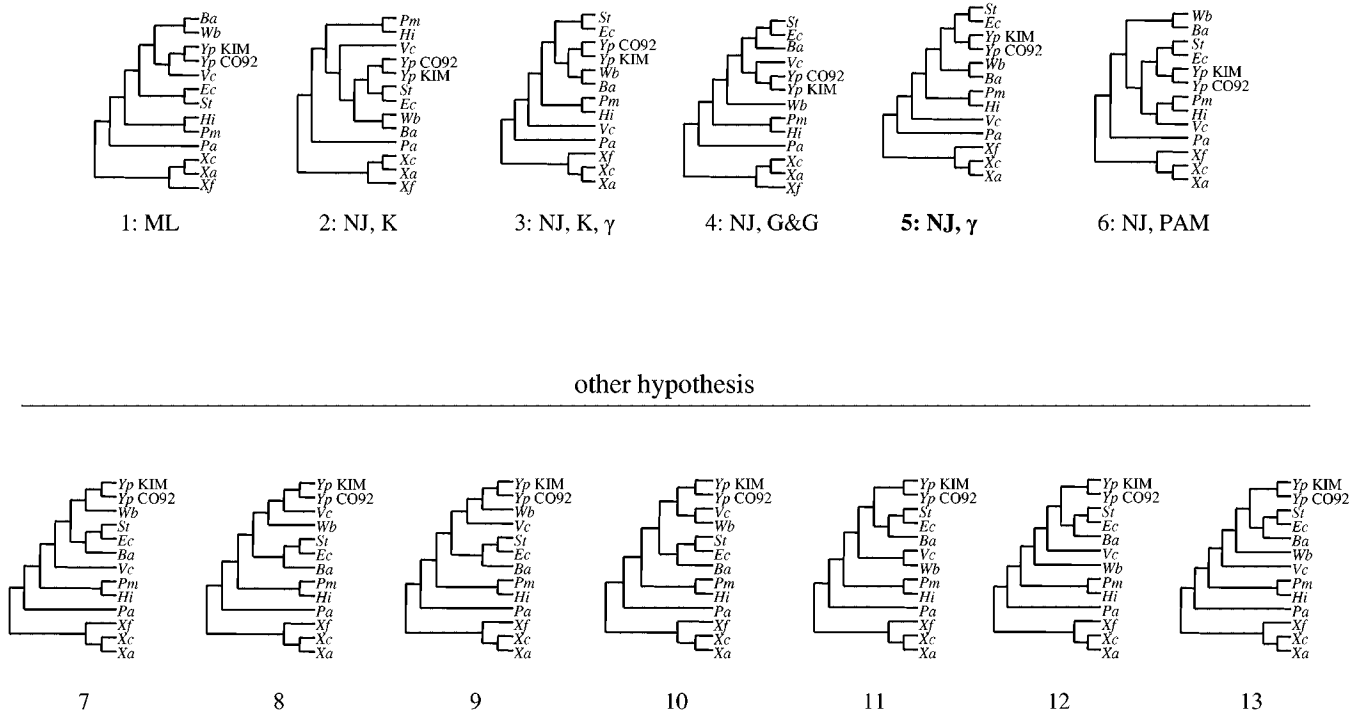 Ba
Wb
Yp KIM
Yp CO92
Vc
Ec
St
Hi
Pm
Pa
Xc
Xa
Xf
1: ML
Pm
Hi
Vc
Yp CO92
Yp KIM
St
Ec
Wb
Ba
Pa
Xc
Xa
Xf
2: NJ, K
St
Ec
Yp CO92
Yp KIM
Wb
Ba
Pm
Hi
Vc
Pa
Xf
Xc
Xa
3: NJ, K, γ
St
Ec
Ba
Vc
Yp CO92
Yp KIM
Wb
Pm
Hi
Pa
Xc
Xa
Xf
4: NJ, G&G
St
Ec
Yp KIM
Yp CO92
Wb
Ba
Pm
Hi
Vc
Pa
Xf
Xc
Xa
5: NJ, γ
Wb
Ba
St
Ec
Yp KIM
Yp CO92
Pm
Hi
Vc
Pa
Xf
Xc
Xa
6: NJ, PAM
other hypothesis
Yp KIM
Yp CO92
Wb
St
Ec
Ba
Vc
Pm
Hi
Pa
Xf
Xc
Xa
7
Yp KIM
Yp CO92
Vc
Wb
St
Ec
Ba
Pm
Hi
Pa
Xf
Xc
Xa
8
Yp KIM
Yp CO92
Wb
Vc
St
Ec
Ba
Pm
Hi
Pa
Xf
Xc
Xa
9
Yp KIM
Yp CO92
Vc
Wb
St
Ec
Ba
Pm
Hi
Pa
Xf
Xc
Xa
10
Yp KIM
Yp CO92
St
Ec
Ba
Vc
Wb
Pm
Hi
Pa
Xf
Xc
Xa
11
Yp KIM
Yp CO92
St
Ec
Ba
Vc
Wb
Pm
Hi
Pa
Xf
Xc
Xa
12
Yp KIM
Yp CO92
St
Ec
Ba
Wb
Vc
Pm
Hi
Pa
Xf
Xc
Xa
13